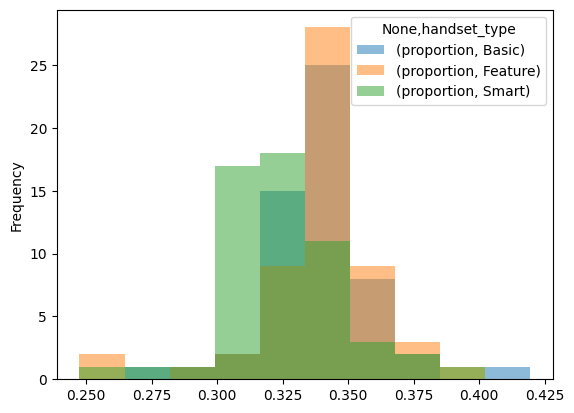 None,handset_type
(proportion, Basic)
(proportion, Feature)
(proportion, Smart)
Frequency
25
20
15
10
5
0
0.250 0.275 0.300 0.325 0.350 0.375 0.400 0.425